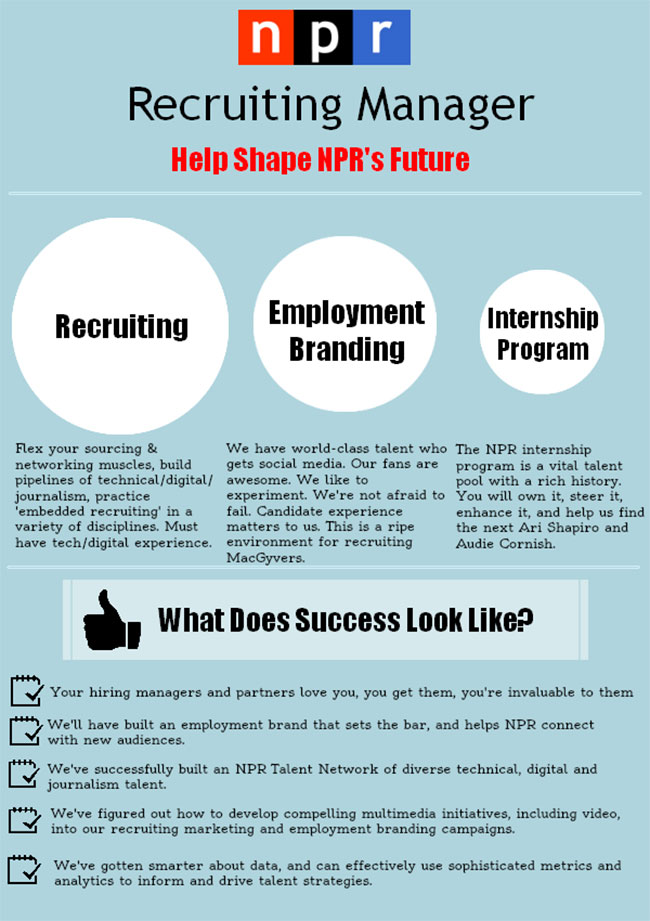 npr
Recruiting Manager
Help Shape NPR's Future
Recruiting
Employment
Branding
Internship
Program
Flex your sourcing &
networking muscles, build
pipelines of technical/digital/
journalism, practice
'embedded recruiting' in a
variety of disciplines. Must
have tech/digital experience.
We have world-class talent who
gets social media. Our fans are
awesome. We like to
experiment. We're not afraid to
fail. Candidate experience
matters to us. This is a ripe
environment for recruiting
MacGyvers.
The NPR internship
program is a vital talent
pool with a rich history.
You will own it, steer it,
enhance it, and help us find
the next Ari Shapiro and
Audie Cornish.
What Does Success Look Like?
Your hiring managers and partners love you, you get them, you're invaluable to them
We'll have built an employment brand that sets the bar, and helps NPR connect
with new audiences.
We've successfully built an NPR Talent Network of diverse technical, digital and
journalism talent.
We've figured out how to develop compelling multimedia initiatives, including video,
into our recruiting marketing and employment branding campaigns.
We've gotten smarter about data, and can effectively use sophisticated metrics and
analytics to inform and drive talent strategies.